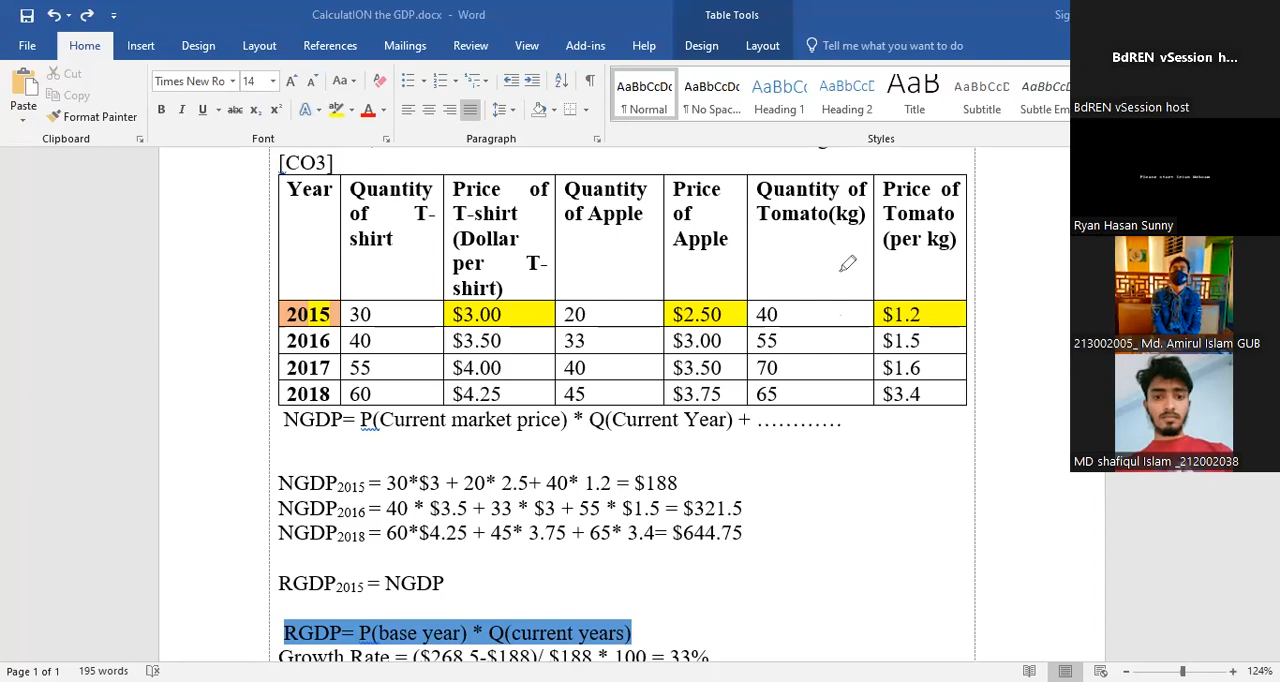 CalculatION the GDP.docx - Word
Table Tools
Sig
File Home Insert Design Layout References Mailings Review View Add-ins Help Design Layout Tell me what you want to do
Paste
Cut
Copy
Format Painter
Clipboard
Times New Ro 14
Font
Paragraph
AaBbCcDc AaBbCcDc AaBbCc AaBbCcD AaB AaBbCcD AaBbCcD
¶ Normal ¶ No Spac... Heading 1 Heading 2 Title Subtitle Subtle Em
Styles
BdREN vSession h...
BdREN vSession host
Ryan Hasan Sunny
213002005_ Md. Amirul Islam GUB
MD shafiqul Islam _212002038
[CO3]
Year Quantity of T-shirt Price of T-shirt (Dollar per T-shirt) Quantity of Apple Price of Apple Quantity of Tomato(kg) Price of Tomato (per kg)
2015 30 $3.00 20 $2.50 40 $1.2
2016 40 $3.50 33 $3.00 55 $1.5
2017 55 $4.00 40 $3.50 70 $1.6
2018 60 $4.25 45 $3.75 65 $3.4
NGDP= P(Current market price) * Q(Current Year) + …………
NGDP2015 = 30*$3 + 20* 2.5+ 40* 1.2 = $188
NGDP2016 = 40 * $3.5 + 33 * $3 + 55 * $1.5 = $321.5
NGDP2018 = 60*$4.25 + 45* 3.75 + 65* 3.4= $644.75
RGDP2015 = NGDP
RGDP= P(base year) * Q(current years)
Growth Rate = ($268.5-$188)/ $188 * 100 = 33%
Page 1 of 1 195 words 124%